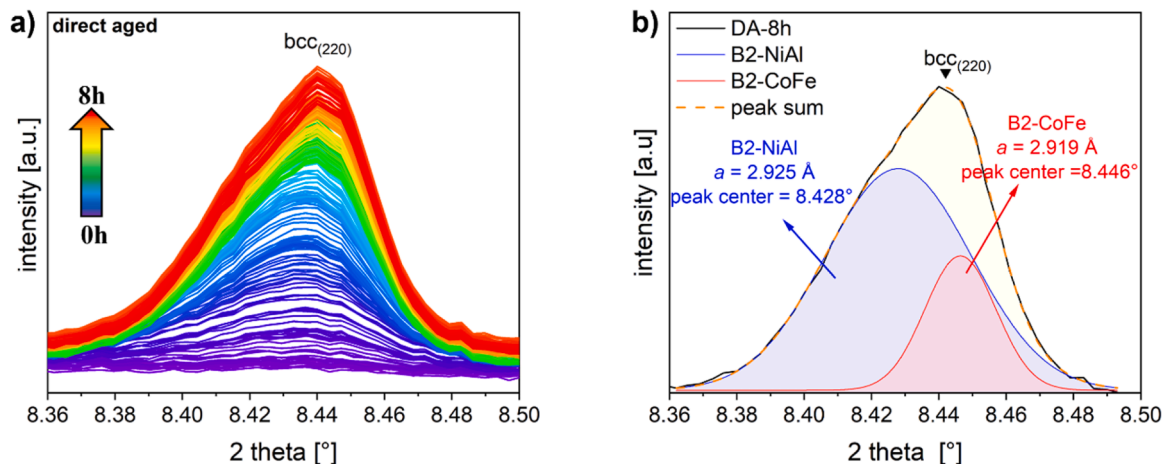 a)
direct aged
bcc(220)
8h
0h
intensity [a.u.]
8.36 8.38 8.40 8.42 8.44 8.46 8.48 8.50
2 theta [°]
b)
DA-8h
B2-NiAl
B2-CoFe
peak sum
bcc(220)
B2-NiAl
a = 2.925 Å
peak center = 8.428°
B2-CoFe
a = 2.919 Å
peak center =8.446°
intensity [a.u]
8.36 8.38 8.40 8.42 8.44 8.46 8.48 8.50
2 theta [°]